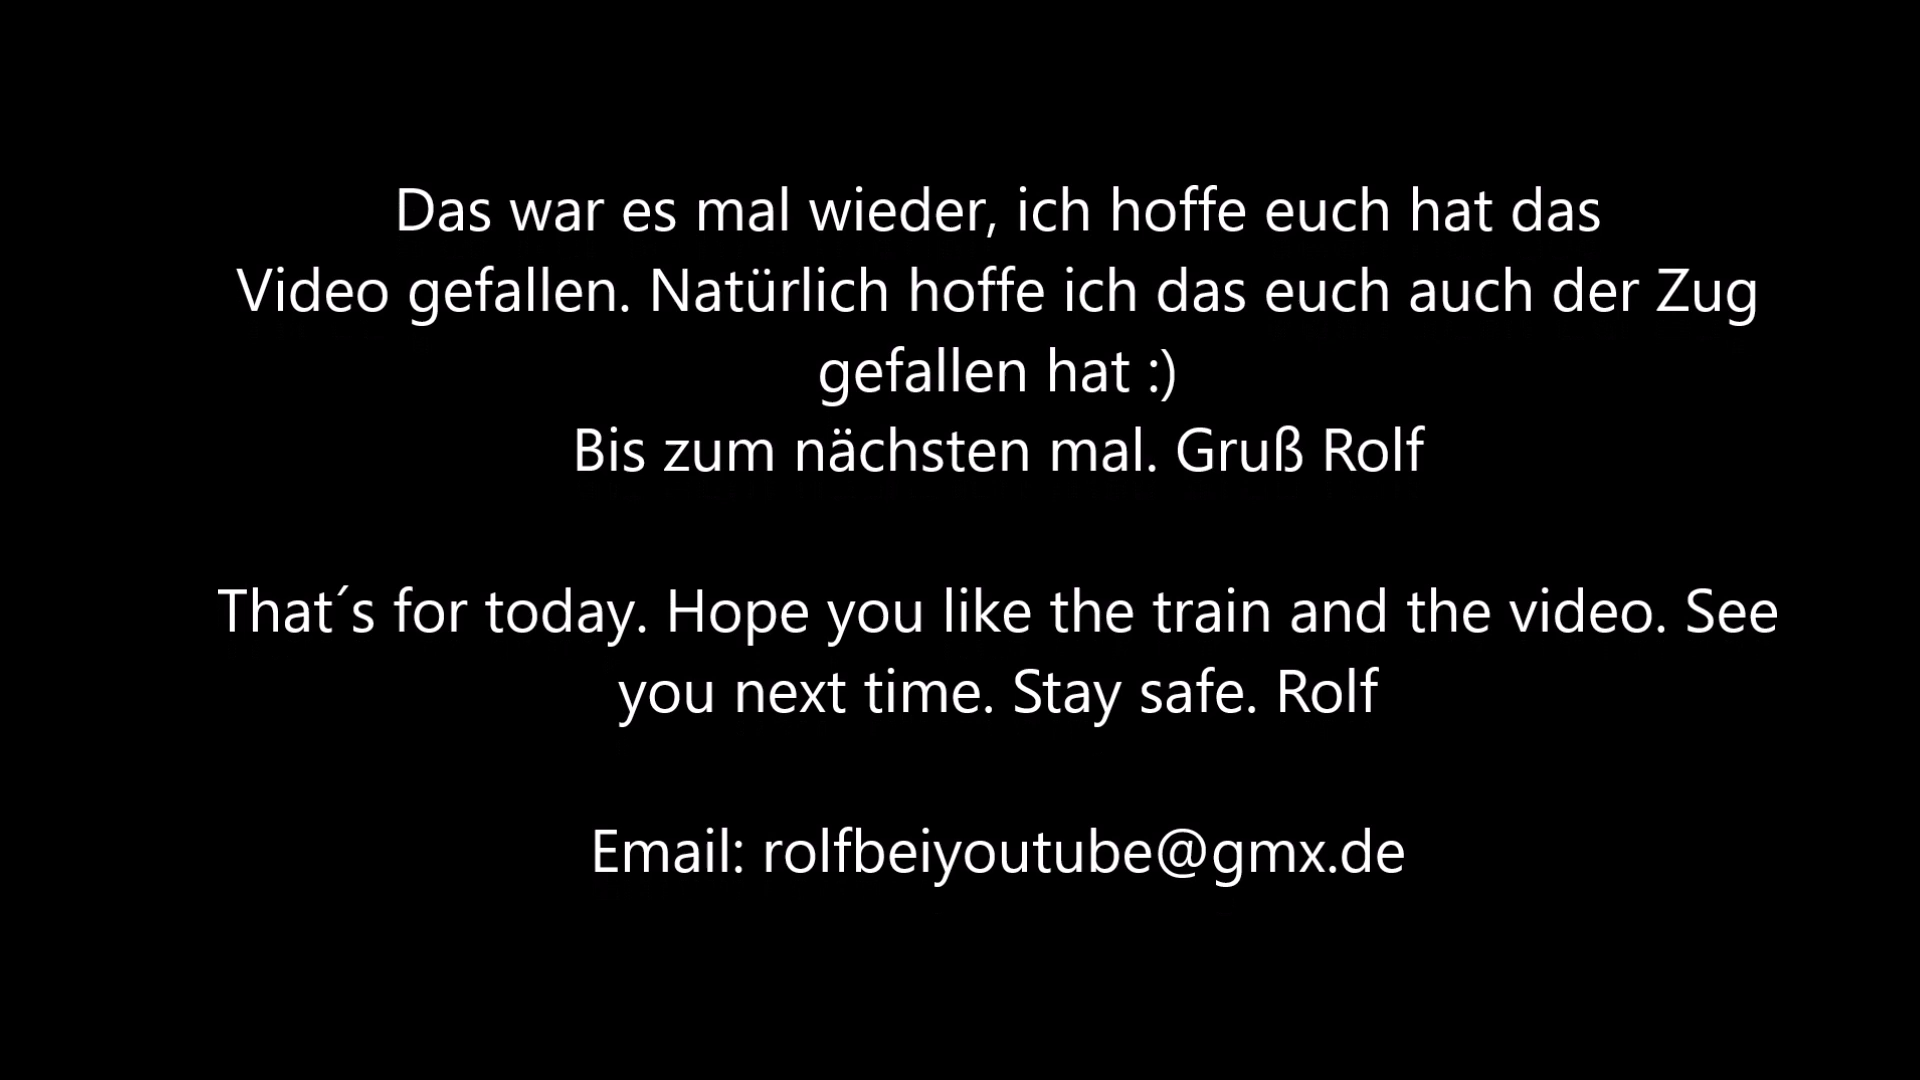 Das war es mal wieder, ich hoffe euch hat das
Video gefallen. Natürlich hoffe ich das euch auch der Zug
gefallen hat :)
Bis zum nächsten mal. Gruß Rolf
That´s for today. Hope you like the train and the video. See
you next time. Stay safe. Rolf
Email: rolfbeiyoutube@gmx.de